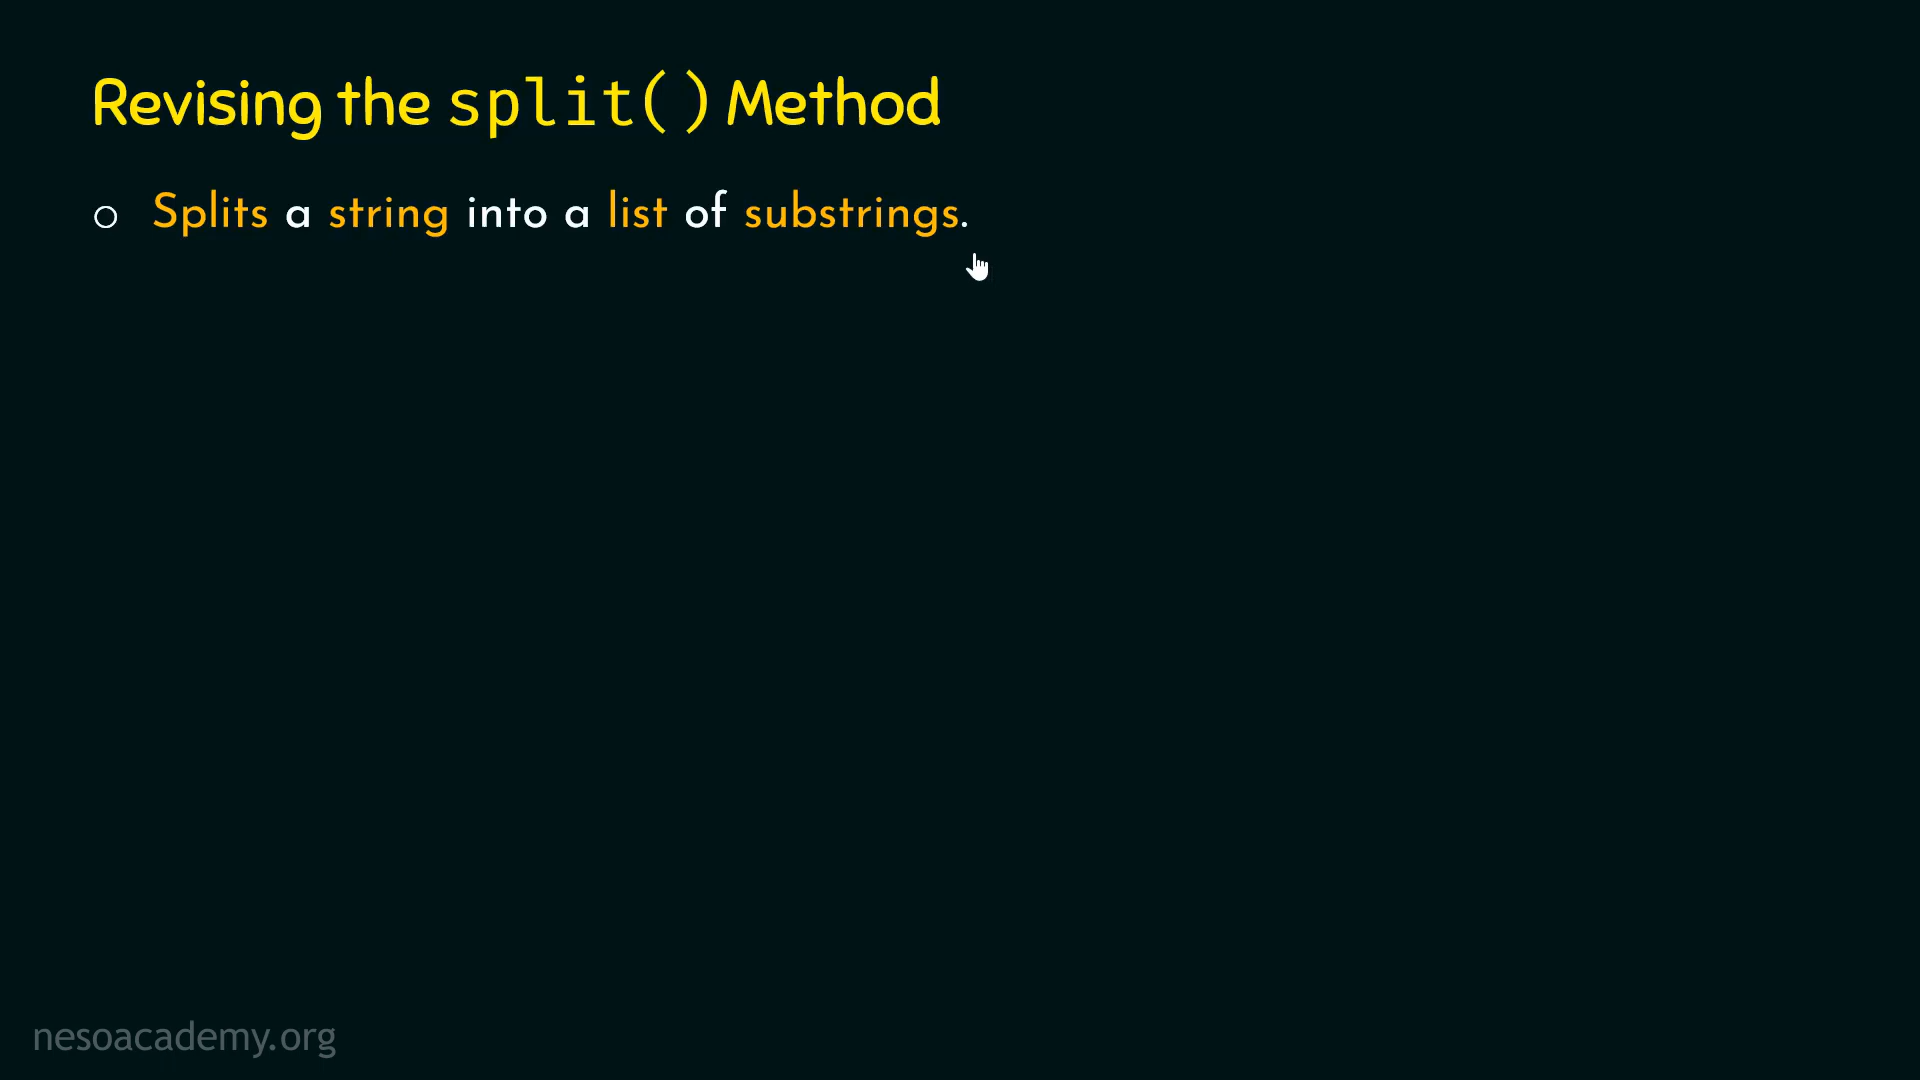 Revising the split() Method
○ Splits a string into a list of substrings.
nesoacademy.org